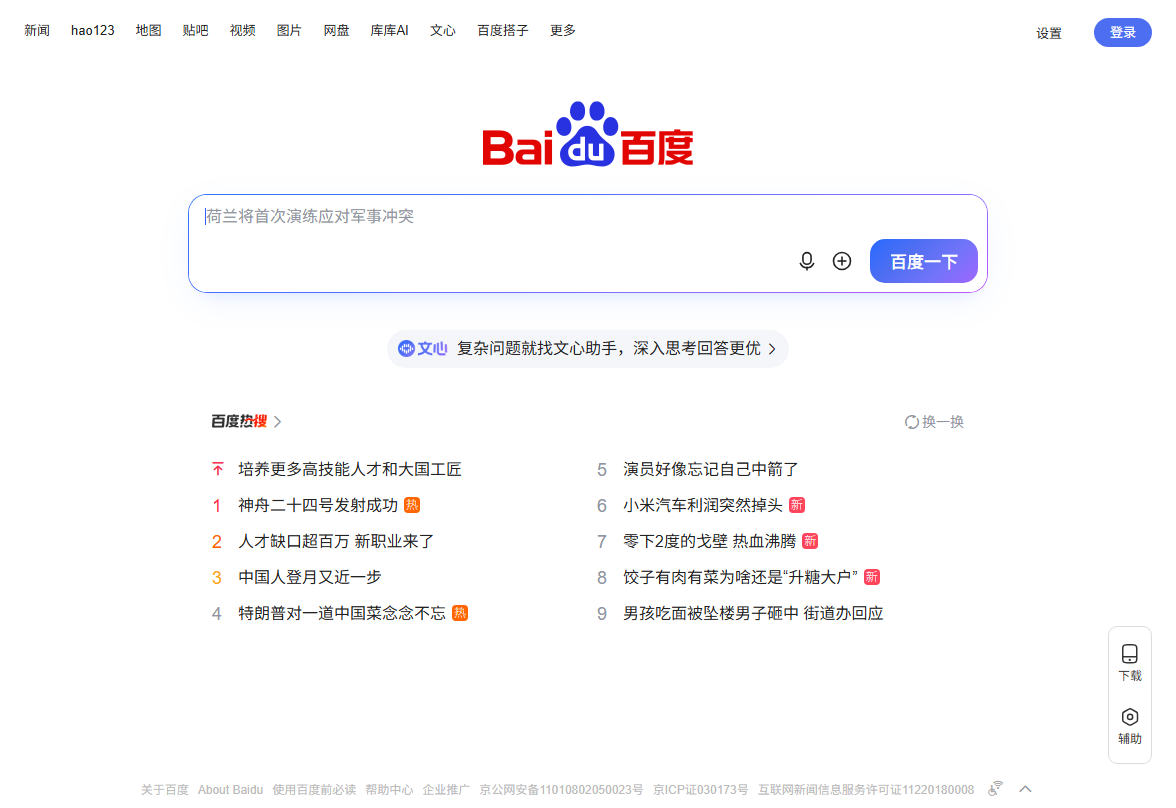 新闻 hao123 地图 贴吧 视频 图片 网盘 库库AI 文心 百度搭子 更多 设置 登录
Bai du 百度
荷兰将首次演练应对军事冲突
百度一下
文心 复杂问题就找文心助手，深入思考回答更优
百度热搜 换一换
培养更多高技能人才和大国工匠
1 神舟二十四号发射成功 热
2 人才缺口超百万 新职业来了
3 中国人登月又近一步
4 特朗普对一道中国菜念念不忘 热
5 演员好像忘记自己中箭了
6 小米汽车利润突然掉头 新
7 零下2度的戈壁 热血沸腾 新
8 饺子有肉有菜为啥还是“升糖大户” 新
9 男孩吃面被坠楼男子砸中 街道办回应
下载
辅助
关于百度 About Baidu 使用百度前必读 帮助中心 企业推广 京公网安备11010802050023号 京ICP证030173号 互联网新闻信息服务许可证11220180008